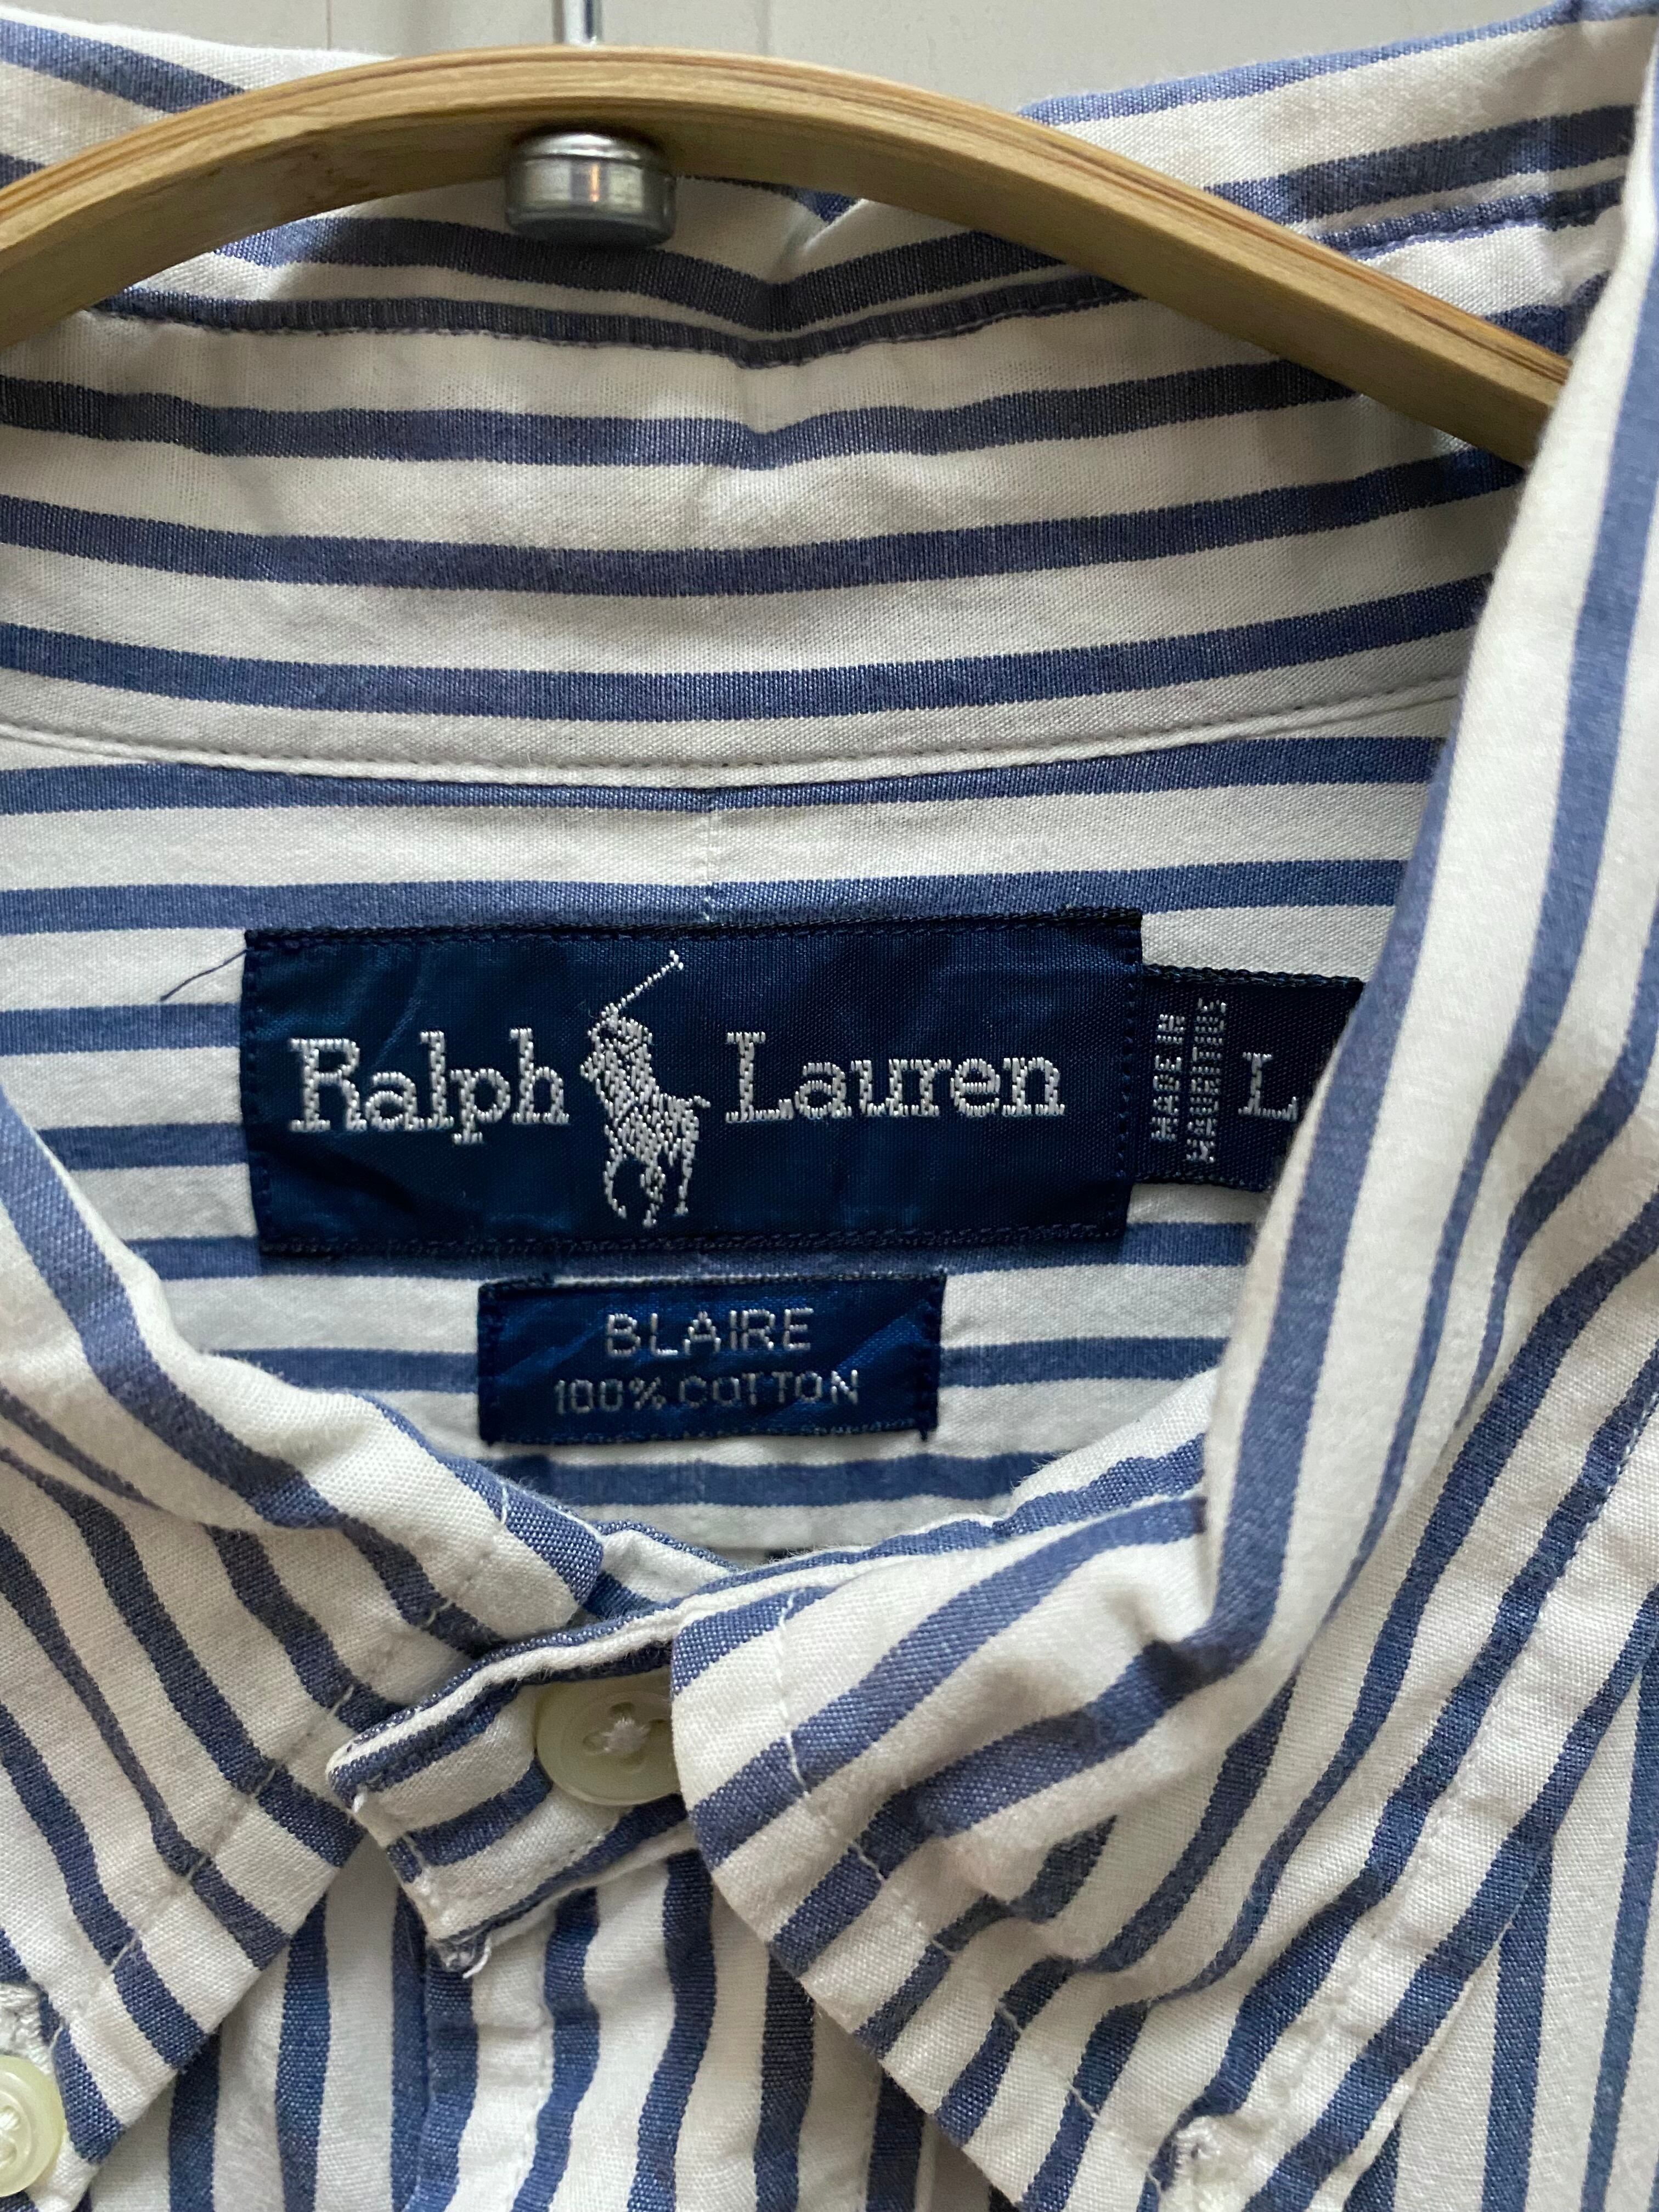 Ralph Lauren
MADE IN
MAURITIUS
L
BLAIRE
100% COTTON